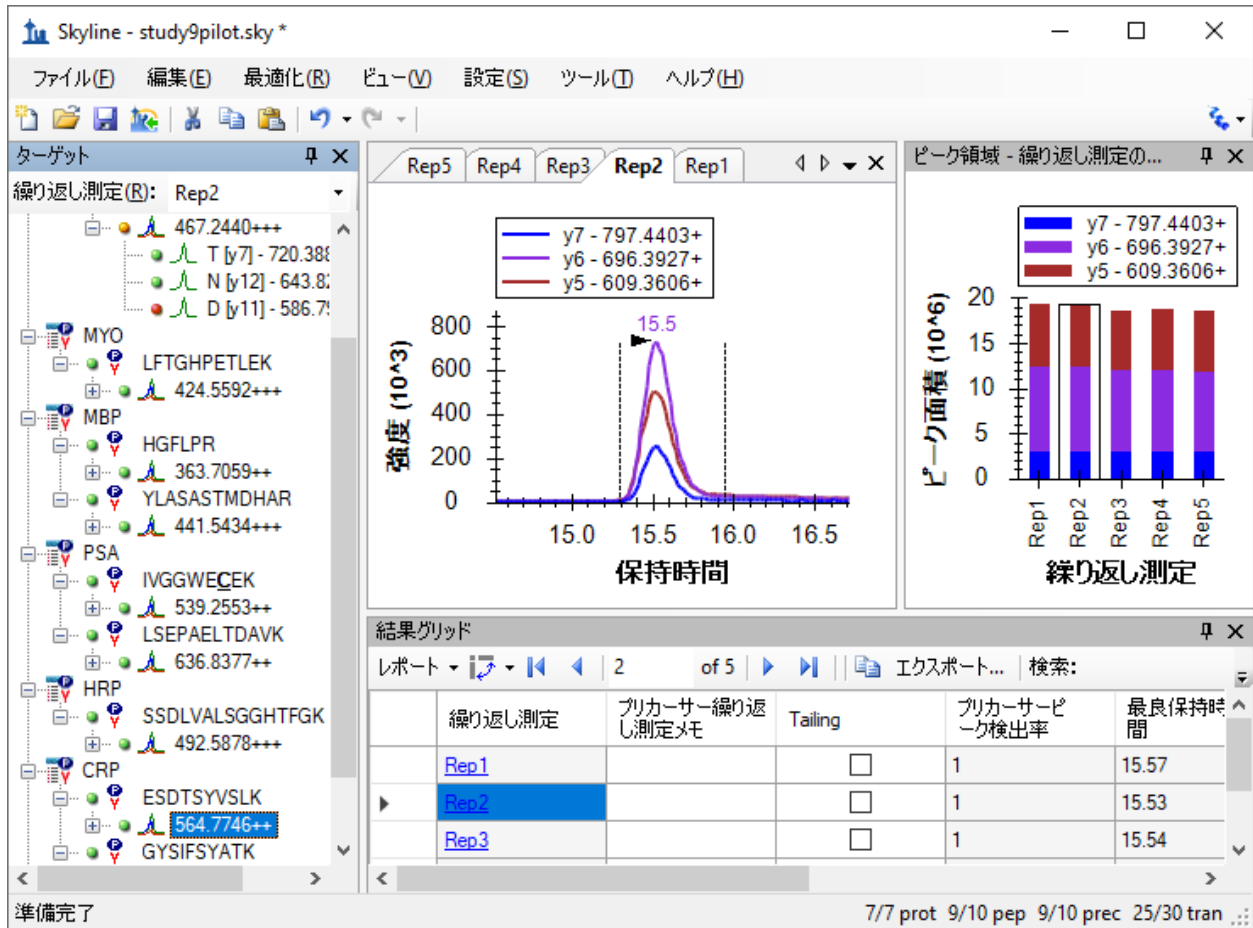 Skyline - study9pilot.sky *
ファイル(F) 編集(E) 最適化(R) ビュー(V) 設定(S) ツール(T) ヘルプ(H)
ターゲット
繰り返し測定(R): Rep2
467.2440+++
T [y7] - 720.388
N [y12] - 643.82
D [y11] - 586.79
MYO
LFTGHPETLEK
424.5592+++
MBP
HGFLPR
363.7059++
YLASASTMDHAR
441.5434+++
PSA
IVGGWECEK
539.2553++
LSEPAELTDAVK
636.8377++
HRP
SSDLVALSGGHTFGK
492.5878+++
CRP
ESDTSYVSLK
564.7746++
GYSIFSYATK
Rep5 Rep4 Rep3 Rep2 Rep1
y7 - 797.4403+
y6 - 696.3927+
y5 - 609.3606+
強度 (10^3)
800
600
400
200
0
15.5
15.0 15.5 16.0 16.5
保持時間
ピーク領域 - 繰り返し測定の...
y7 - 797.4403+
y6 - 696.3927+
y5 - 609.3606+
ピーク面積 (10^6)
20
15
10
5
0
Rep1 Rep2 Rep3 Rep4 Rep5
繰り返し測定
結果グリッド
レポート 2 of 5 エクスポート... 検索:
繰り返し測定 プリカーサー繰り返し測定メモ Tailing プリカーサーピーク検出率 最良保持時間
Rep1 1 15.57
Rep2 1 15.53
Rep3 1 15.54
準備完了
7/7 prot 9/10 pep 9/10 prec 25/30 tran